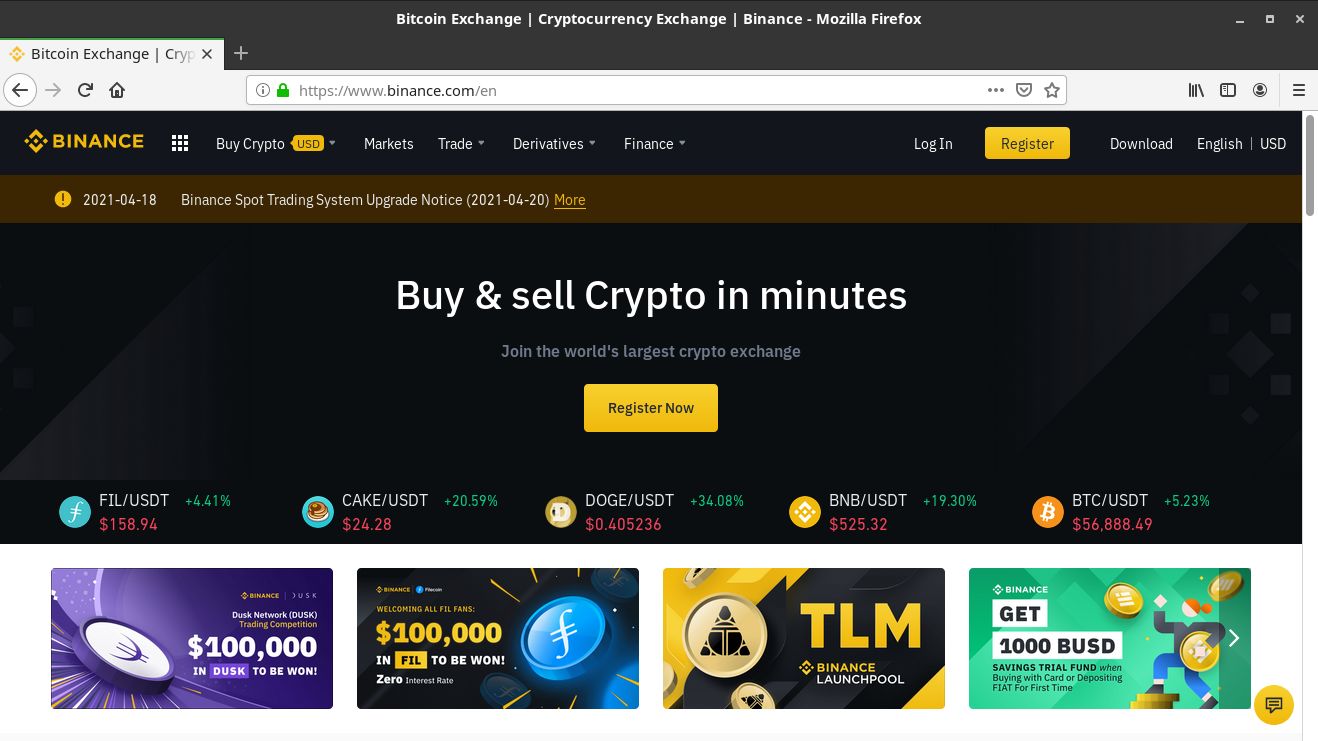 Bitcoin Exchange | Cryptocurrency Exchange | Binance - Mozilla Firefox
Bitcoin Exchange | Cryp
https://www.binance.com/en
BINANCE
Buy Crypto USD
Markets
Trade
Derivatives
Finance
Log In
Register
Download
English | USD
2021-04-18 Binance Spot Trading System Upgrade Notice (2021-04-20) More
Buy & sell Crypto in minutes
Join the world's largest crypto exchange
Register Now
FIL/USDT +4.41%
$158.94
CAKE/USDT +20.59%
$24.28
DOGE/USDT +34.08%
$0.405236
BNB/USDT +19.30%
$525.32
BTC/USDT +5.23%
$56,888.49
BINANCE | DUSK
Dusk Network (DUSK)
Trading Competition
$100,000
IN DUSK TO BE WON!
BINANCE | Filecoin
WELCOMING ALL FIL FANS:
$100,000
IN FIL TO BE WON!
Zero Interest Rate
TLM
BINANCE
LAUNCHPOOL
BINANCE
GET
1000 BUSD
SAVINGS TRIAL FUND when
Buying with Card or Depositing
FIAT For First Time